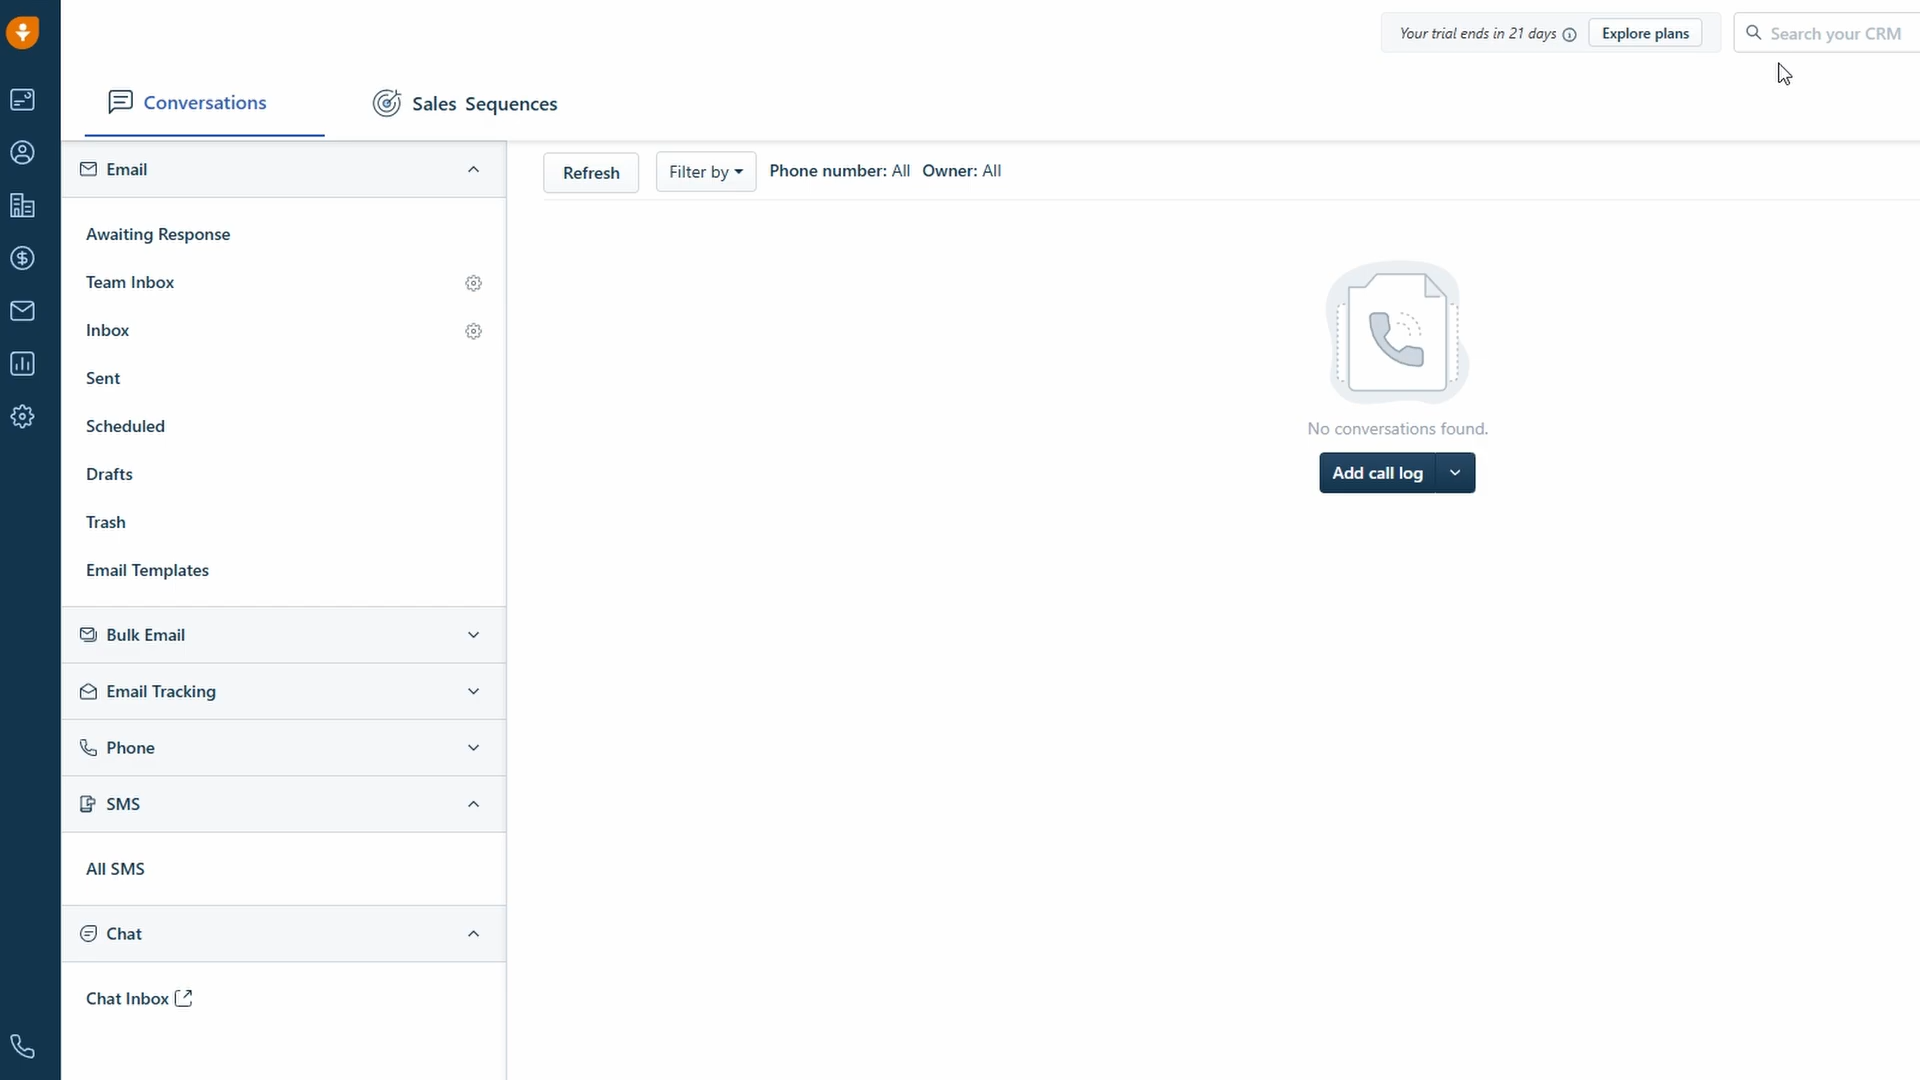 Your trial ends in 21 days
Explore plans
Search your CRM
Conversations
Sales Sequences
Email
Awaiting Response
Team Inbox
Inbox
Sent
Scheduled
Drafts
Trash
Email Templates
Bulk Email
Email Tracking
Phone
SMS
All SMS
Chat
Chat Inbox
Refresh
Filter by
Phone number: All Owner: All
No conversations found.
Add call log